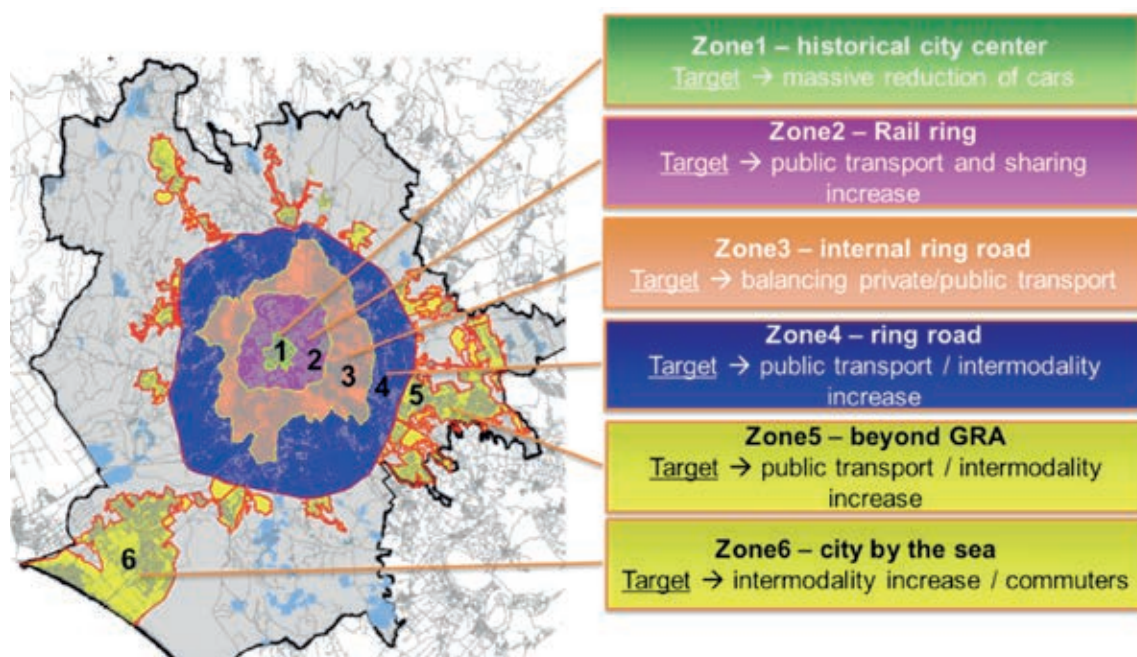 Zone1 – historical city center
Target → massive reduction of cars
Zone2 – Rail ring
Target → public transport and sharing
increase
Zone3 – internal ring road
Target → balancing private/public transport
Zone4 – ring road
Target → public transport / intermodality
increase
Zone5 – beyond GRA
Target → public transport / intermodality
increase
Zone6 – city by the sea
Target → intermodality increase / commuters
1
2
3
4
5
6